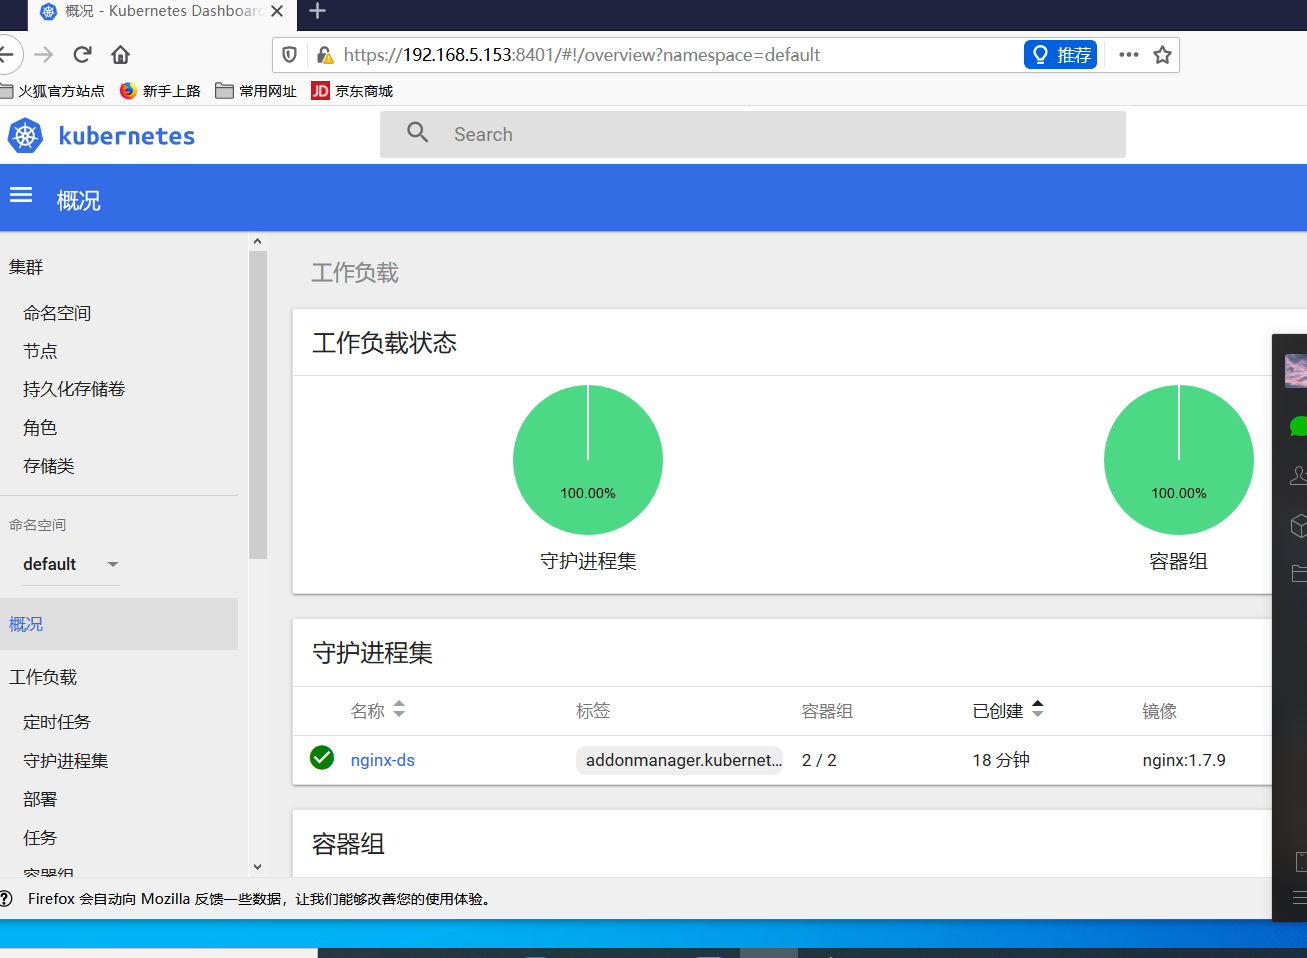 概况 - Kubernetes Dashboar
https://192.168.5.153:8401/#!/overview?namespace=default
推荐
火狐官方站点
新手上路
常用网址
JD 京东商城
kubernetes
Search
概况
集群
命名空间
节点
持久化存储卷
角色
存储类
命名空间
default
概况
工作负载
定时任务
守护进程集
部署
任务
容器组
工作负载
工作负载状态
100.00%
100.00%
守护进程集
容器组
守护进程集
名称 标签 容器组 已创建 镜像
nginx-ds addonmanager.kubernet... 2 / 2 18 分钟 nginx:1.7.9
容器组
Firefox 会自动向 Mozilla 反馈一些数据，让我们能够改善您的使用体验。